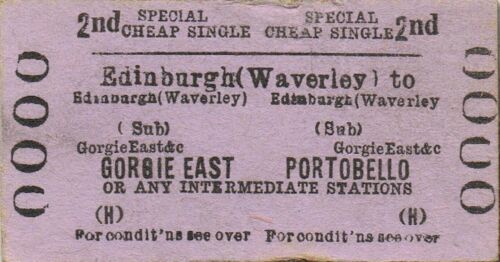 2nd SPECIAL CHEAP SINGLE SPECIAL CHEAP SINGLE 2nd
Edinburgh (Waverley) to
Edinburgh(Waverley) Edinburgh(Waverley
(Sub) (Sub)
GorgieEast&c GorgieEast&c
GORGIE EAST PORTOBELLO
OR ANY INTERMEDIATE STATIONS
(H) (H)
For condit'ns see over For condit'ns see over
0000
0000